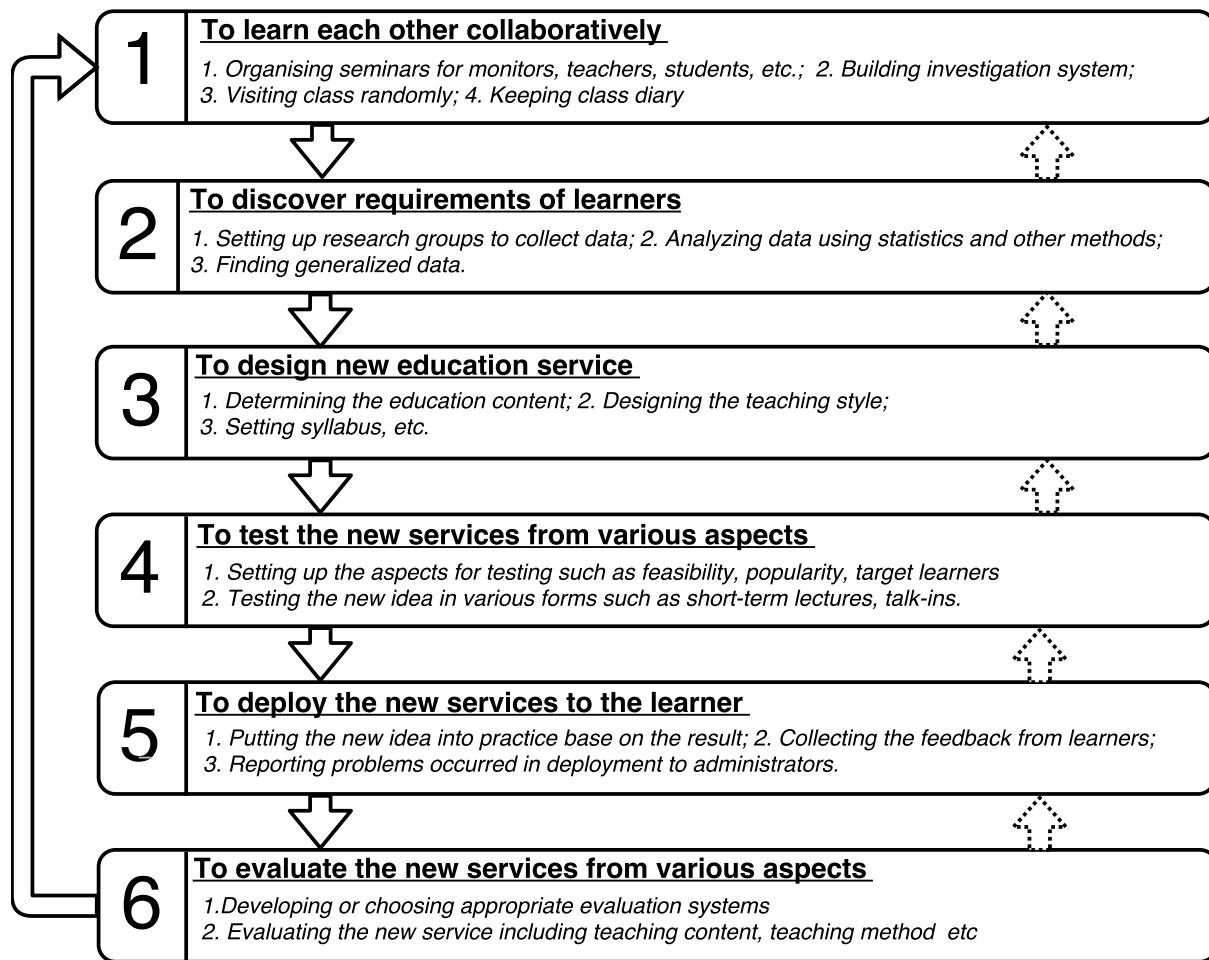 1
To learn each other collaboratively
1. Organising seminars for monitors, teachers, students, etc.; 2. Building investigation system;
3. Visiting class randomly; 4. Keeping class diary
2
To discover requirements of learners
1. Setting up research groups to collect data; 2. Analyzing data using statistics and other methods;
3. Finding generalized data.
3
To design new education service
1. Determining the education content; 2. Designing the teaching style;
3. Setting syllabus, etc.
4
To test the new services from various aspects
1. Setting up the aspects for testing such as feasibility, popularity, target learners
2. Testing the new idea in various forms such as short-term lectures, talk-ins.
5
To deploy the new services to the learner
1. Putting the new idea into practice base on the result; 2. Collecting the feedback from learners;
3. Reporting problems occurred in deployment to administrators.
6
To evaluate the new services from various aspects
1.Developing or choosing appropriate evaluation systems
2. Evaluating the new service including teaching content, teaching method etc